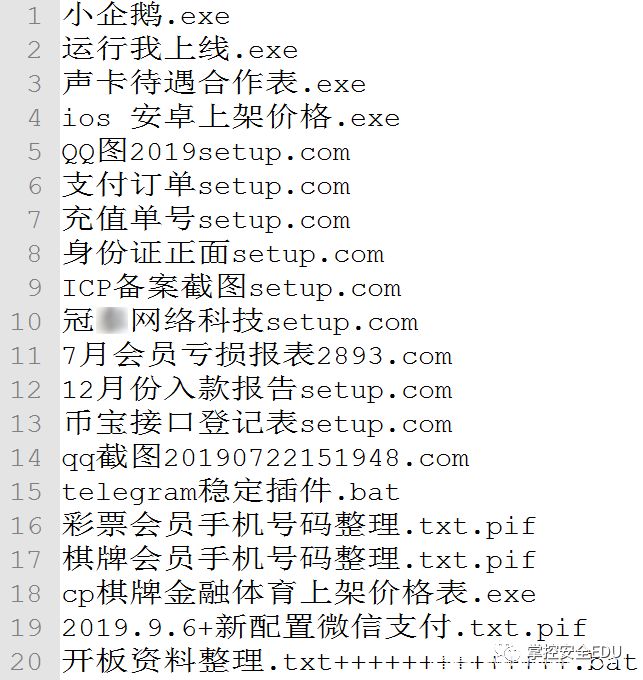 1 小企鹅.exe
2 运行我上线.exe
3 声卡待遇合作表.exe
4 ios 安卓上架价格.exe
5 QQ图2019setup.com
6 支付订单setup.com
7 充值单号setup.com
8 身份证正面setup.com
9 ICP备案截图setup.com
10 冠 网络科技setup.com
11 7月会员亏损报表2893.com
12 12月份入款报告setup.com
13 币宝接口登记表setup.com
14 qq截图20190722151948.com
15 telegram稳定插件.bat
16 彩票会员手机号码整理.txt.pif
17 棋牌会员手机号码整理.txt.pif
18 cp棋牌金融体育上架价格表.exe
19 2019.9.6+新配置微信支付.txt.pif
20 开板资料整理.txt++++++++++++++.bat
掌控安全EDU